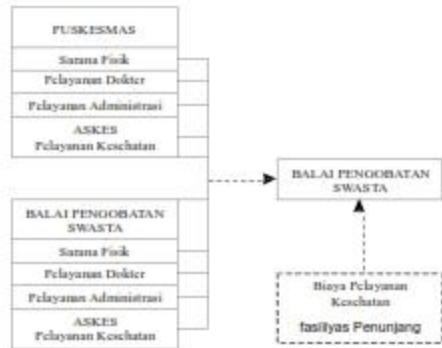 PUSKESMAS
Sarana Fisik
Pelayanan Dokter
Pelayanan Administrasi
ASKES
Pelayanan Kesehatan
BALAI PENGOBATAN
SWASTA
Sarana Fisik
Pelayanan Dokter
Pelayanan Administrasi
ASKES
Pelayanan Kesehatan
BALAI PENGOBATAN
SWASTA
Biaya Pelayanan
Kesehatan
fasiliyas Penunjang